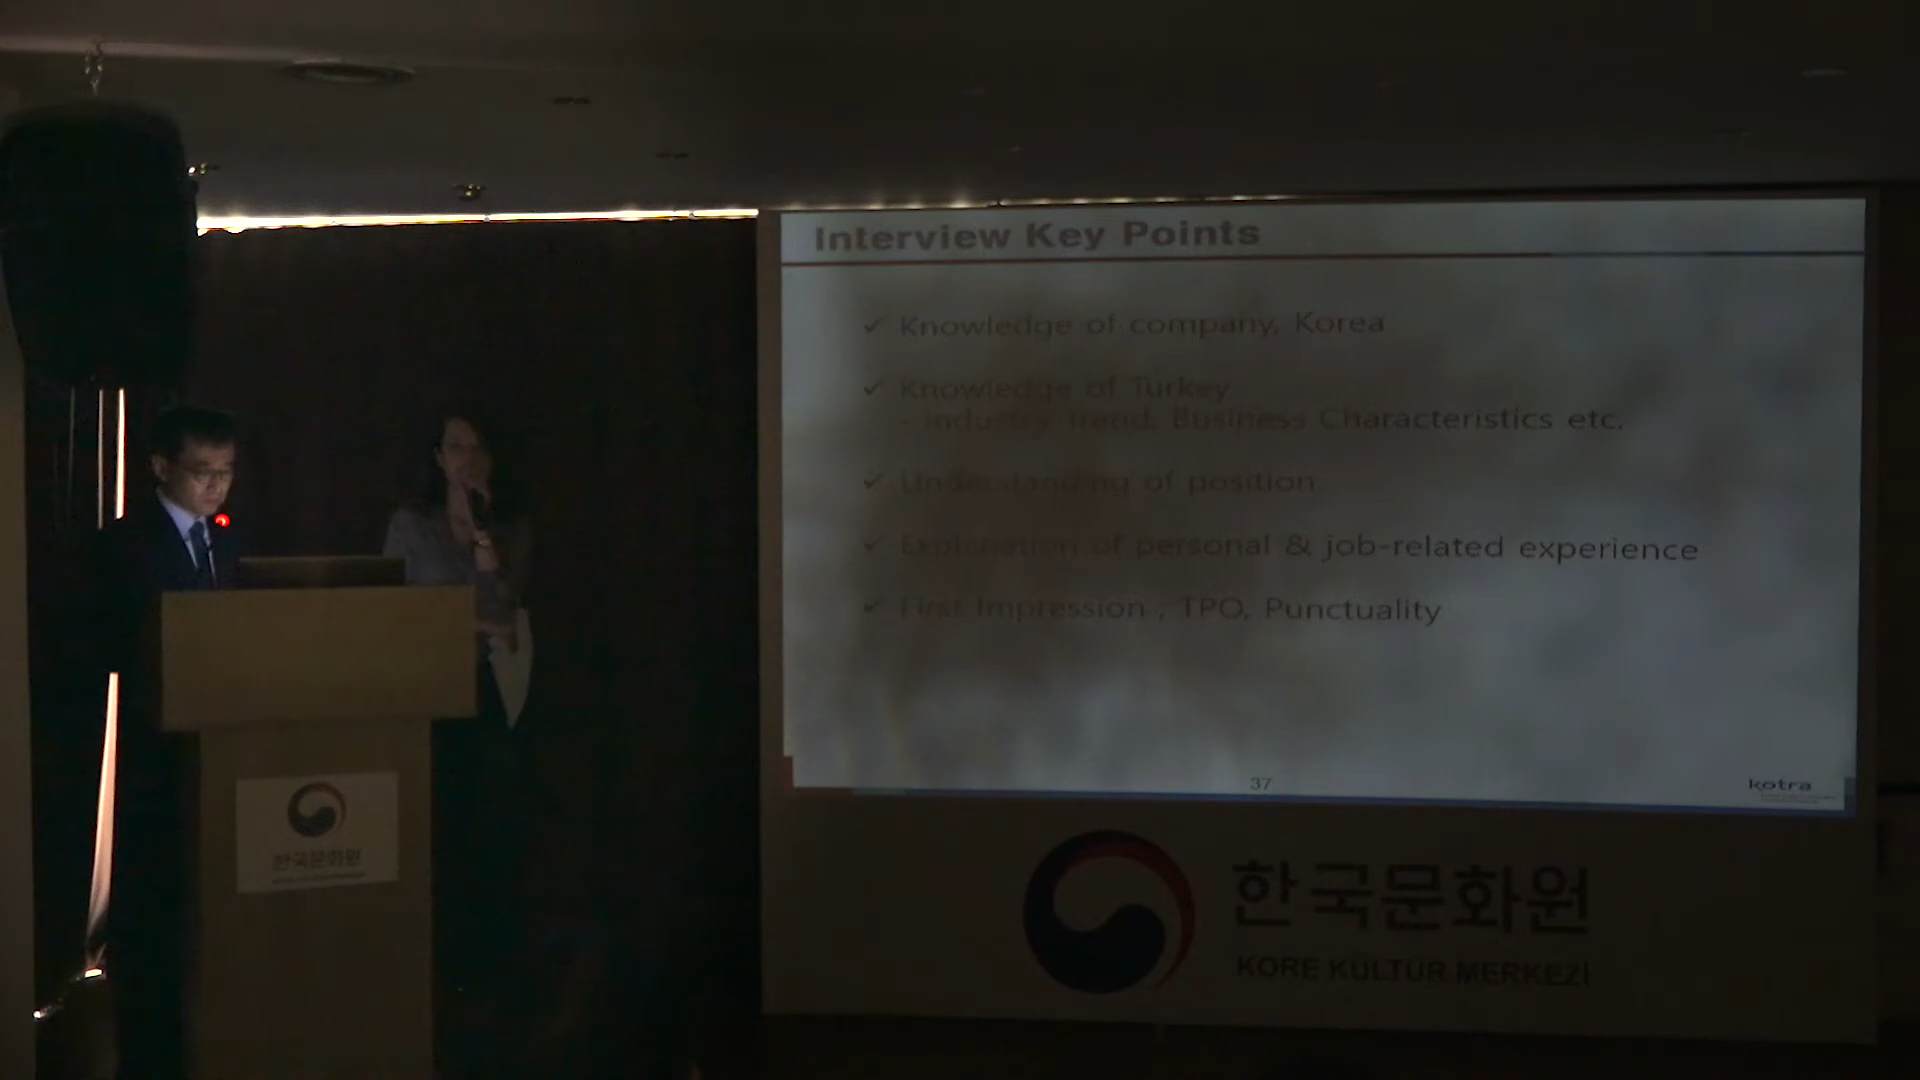 Interview Key Points
✓ Knowledge of company, Korea
✓ Knowledge of Turkey
- Industry Trend, Business Characteristics etc.
✓ Understanding of position
✓ Explanation of personal & job-related experience
✓ First Impression ; TPO, Punctuality
37
kotra
한국문화원
KORE KÜLTÜR MERKEZİ
한국문화원